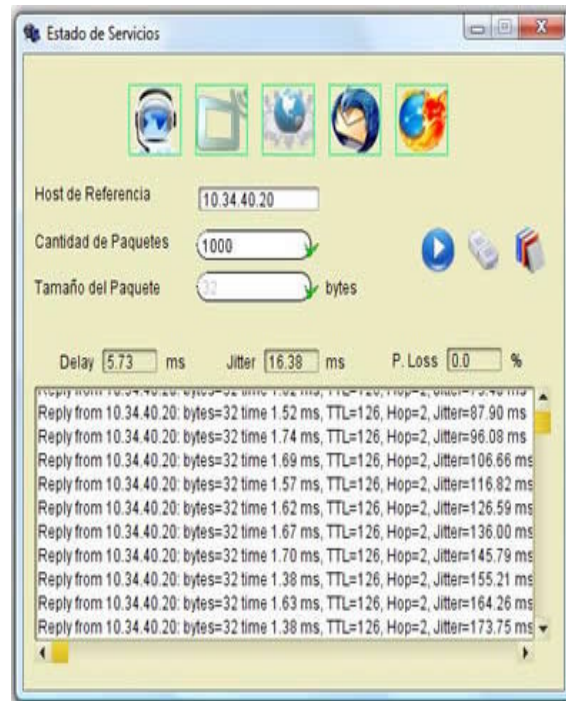 Estado de Servicios
Host de Referencia 10.34.40.20
Cantidad de Paquetes 1000
Tamaño del Paquete 32 bytes
Delay 5.73 ms Jitter 16.38 ms P. Loss 0.0 %
Reply from 10.34.40.20: bytes=32 time 1.52 ms, TTL=126, Hop=2, Jitter=87.90 ms
Reply from 10.34.40.20: bytes=32 time 1.74 ms, TTL=126, Hop=2, Jitter=96.08 ms
Reply from 10.34.40.20: bytes=32 time 1.69 ms, TTL=126, Hop=2, Jitter=106.66 ms
Reply from 10.34.40.20: bytes=32 time 1.57 ms, TTL=126, Hop=2, Jitter=116.82 ms
Reply from 10.34.40.20: bytes=32 time 1.62 ms, TTL=126, Hop=2, Jitter=126.59 ms
Reply from 10.34.40.20: bytes=32 time 1.67 ms, TTL=126, Hop=2, Jitter=136.00 ms
Reply from 10.34.40.20: bytes=32 time 1.70 ms, TTL=126, Hop=2, Jitter=145.79 ms
Reply from 10.34.40.20: bytes=32 time 1.38 ms, TTL=126, Hop=2, Jitter=155.21 ms
Reply from 10.34.40.20: bytes=32 time 1.63 ms, TTL=126, Hop=2, Jitter=164.26 ms
Reply from 10.34.40.20: bytes=32 time 1.38 ms, TTL=126, Hop=2, Jitter=173.75 ms